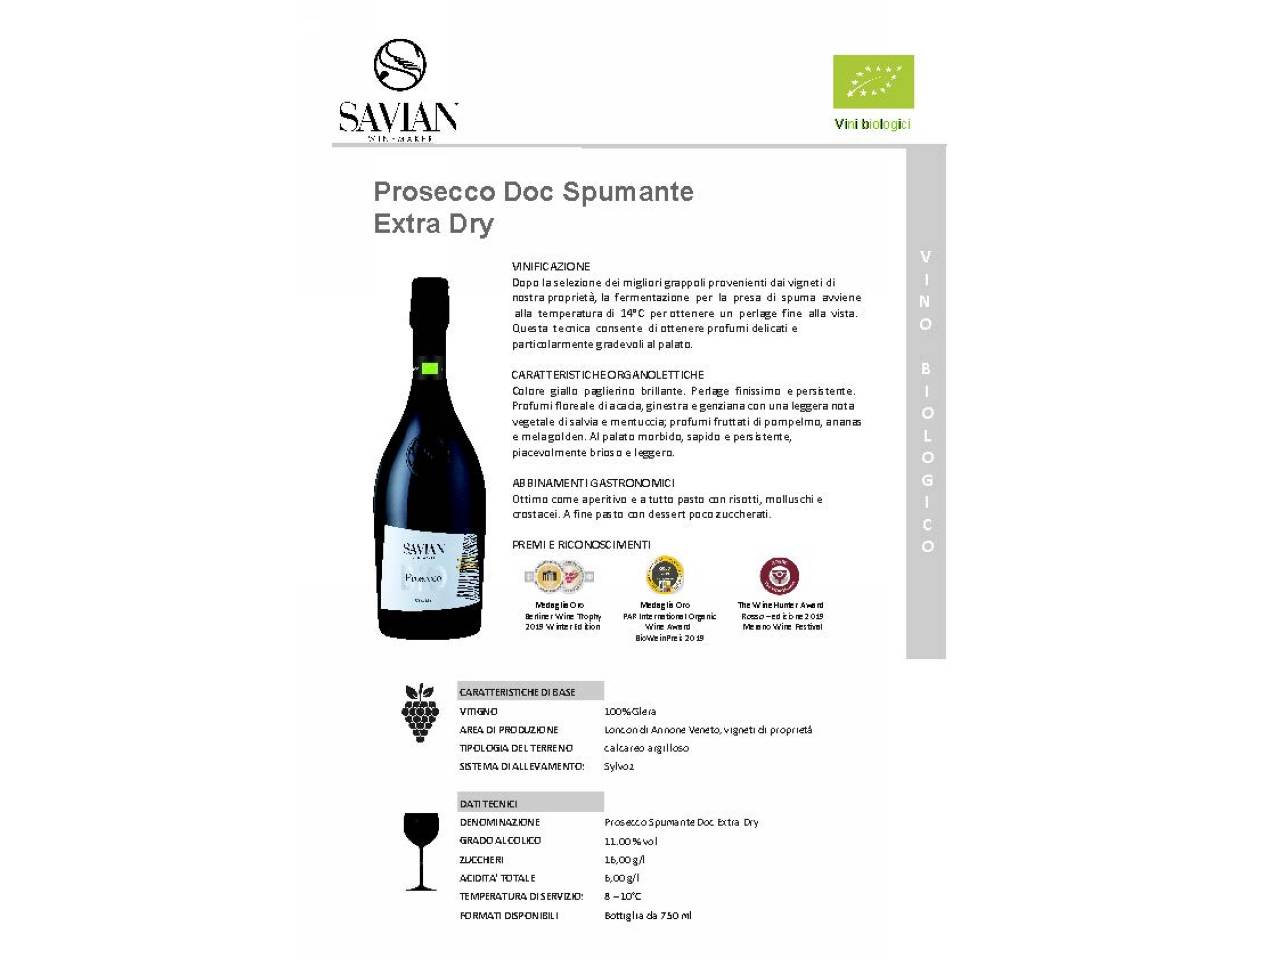 SAVIAN
WINEMAKER
Vini biologici
Prosecco Doc Spumante
Extra Dry
VINO BIOLOGICO
VINIFICAZIONE
Dopo la selezione dei migliori grappoli provenienti dai vigneti di
nostra proprietà, la fermentazione per la presa di spuma avviene
alla temperatura di 14°C per ottenere un perlage fine alla vista.
Questa tecnica consente di ottenere profumi delicati e
particolarmente gradevoli al palato.
CARATTERISTICHE ORGANOLETTICHE
Colore giallo paglierino brillante. Perlage finissimo e persistente.
Profumi floreale di acacia, ginestra e genziana con una leggera nota
vegetale di salvia e mentuccia; profumi fruttati di pompelmo, ananas
e mela golden. Al palato morbido, sapido e persistente,
piacevolmente brioso e leggero.
ABBINAMENTI GASTRONOMICI
Ottimo come aperitivo e a tutto pasto con risotti, molluschi e
crostacei. A fine pasto con dessert poco zuccherati.
SAVIAN
PROSECCO
PREMI E RICONOSCIMENTI
Medaglia Oro
Berliner Wine Trophy
2019 Winter Edition
Medaglia Oro
PAR International Organic
Wine Award
BioWeinPreis 2019
The WineHunter Award
Rosso – edizione 2019
Merano Wine Festival
CARATTERISTICHE DI BASE
VITIGNO 100% Glera
AREA DI PRODUZIONE Loncon di Annone Veneto, vigneti di proprietà
TIPOLOGIA DEL TERRENO calcareo argilloso
SISTEMA DI ALLEVAMENTO: Sylvoz
DATI TECNICI
DENOMINAZIONE Prosecco Spumante Doc Extra Dry
GRADO ALCOLICO 11.00 % vol
ZUCCHERI 16,00 g/l
ACIDITA' TOTALE 6,00 g/l
TEMPERATURA DI SERVIZIO: 8 – 10°C
FORMATI DISPONIBILI Bottiglia da 750 ml